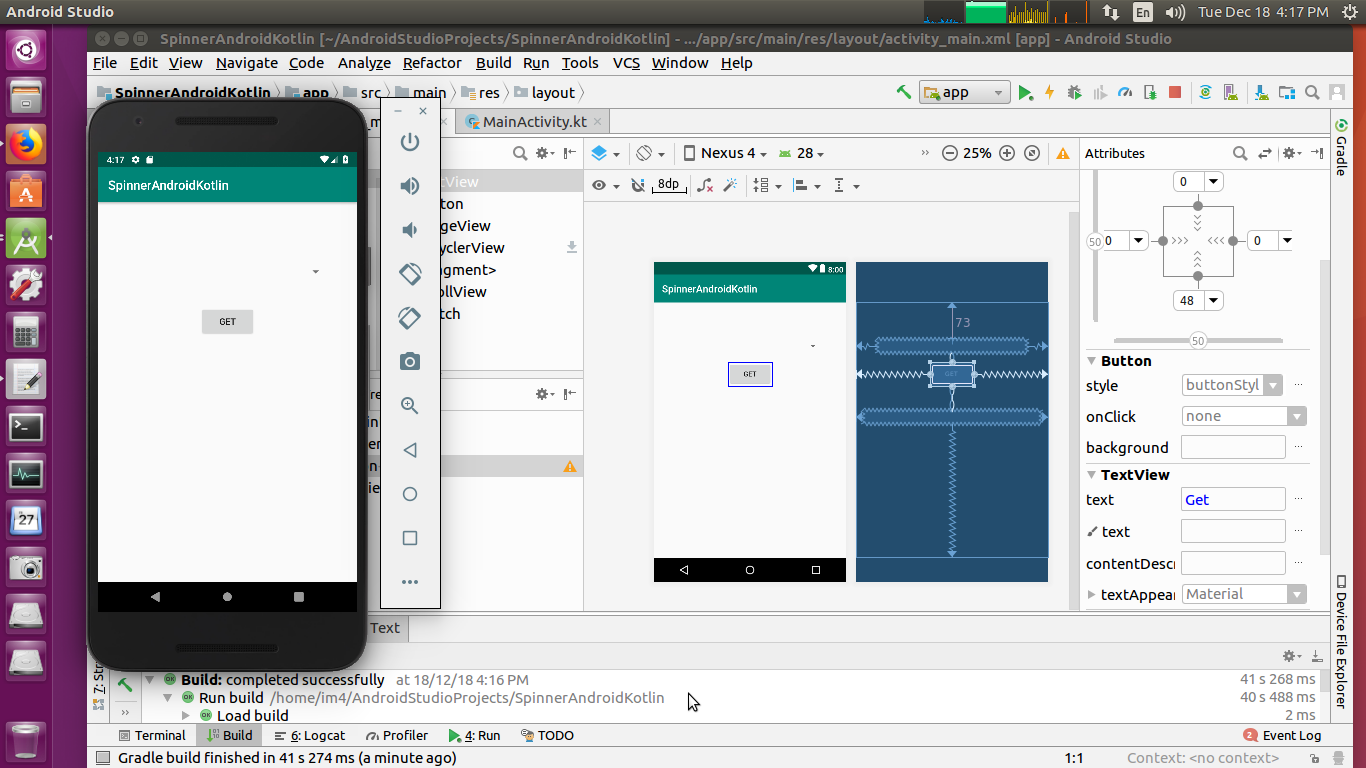 Android Studio
En
Tue Dec 18 4:17 PM
SpinnerAndroidKotlin [~/AndroidStudioProjects/SpinnerAndroidKotlin] - .../app/src/main/res/layout/activity_main.xml [app] - Android Studio
File Edit View Navigate Code Analyze Refactor Build Run Tools VCS Window Help
SpinnerAndroidKotlin app src main res layout
app
MainActivity.kt
Nexus 4
28
25%
Attributes
Gradle
8dp
4:17
SpinnerAndroidKotlin
GET
tton
geView
yclerView
gment>
ollView
tch
8:00
SpinnerAndroidKotlin
GET
73
GET
0
50
0
0
48
50
Button
style
buttonStyl
onClick
none
background
TextView
text
Get
text
contentDescr
textAppear
Material
Device File Explorer
27
Text
7: Str
Build: completed successfully at 18/12/18 4:16 PM
41 s 268 ms
Run build /home/im4/AndroidStudioProjects/SpinnerAndroidKotlin
40 s 488 ms
Load build
2 ms
Terminal
Build
6: Logcat
Profiler
4: Run
TODO
2
Event Log
Gradle build finished in 41 s 274 ms (a minute ago)
1:1
Context: <no context>